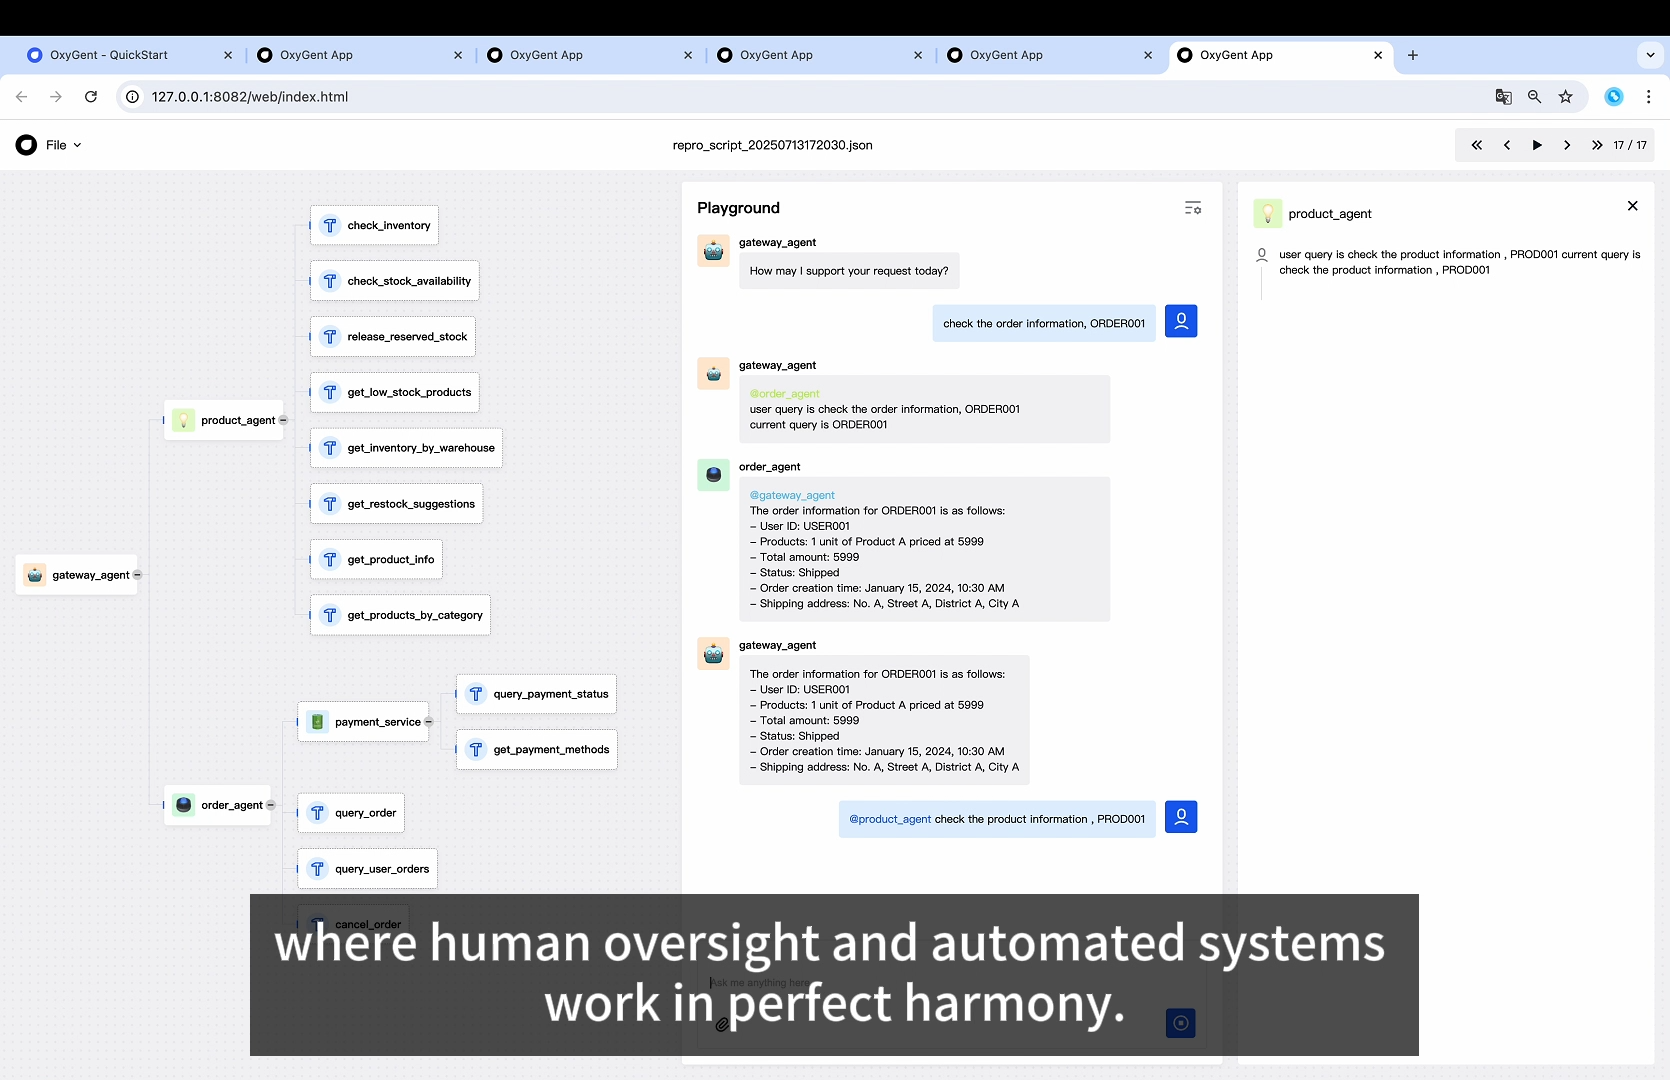 OxyGent - QuickStart
OxyGent App
OxyGent App
OxyGent App
OxyGent App
OxyGent App
127.0.0.1:8082/web/index.html
File
repro_script_20250713172030.json
17 / 17
check_inventory
check_stock_availability
release_reserved_stock
get_low_stock_products
product_agent
get_inventory_by_warehouse
get_restock_suggestions
get_product_info
gateway_agent
get_products_by_category
query_payment_status
payment_service
get_payment_methods
order_agent
query_order
query_user_orders
cancel_order
Playground
gateway_agent
How may I support your request today?
check the order information, ORDER001
gateway_agent
@order_agent
user query is check the order information, ORDER001
current query is ORDER001
order_agent
@gateway_agent
The order information for ORDER001 is as follows:
– User ID: USER001
– Products: 1 unit of Product A priced at 5999
– Total amount: 5999
– Status: Shipped
– Order creation time: January 15, 2024, 10:30 AM
– Shipping address: No. A, Street A, District A, City A
gateway_agent
The order information for ORDER001 is as follows:
– User ID: USER001
– Products: 1 unit of Product A priced at 5999
– Total amount: 5999
– Status: Shipped
– Order creation time: January 15, 2024, 10:30 AM
– Shipping address: No. A, Street A, District A, City A
@product_agent check the product information , PROD001
Ask me anything here
product_agent
user query is check the product information , PROD001 current query is
check the product information , PROD001
where human oversight and automated systems
work in perfect harmony.